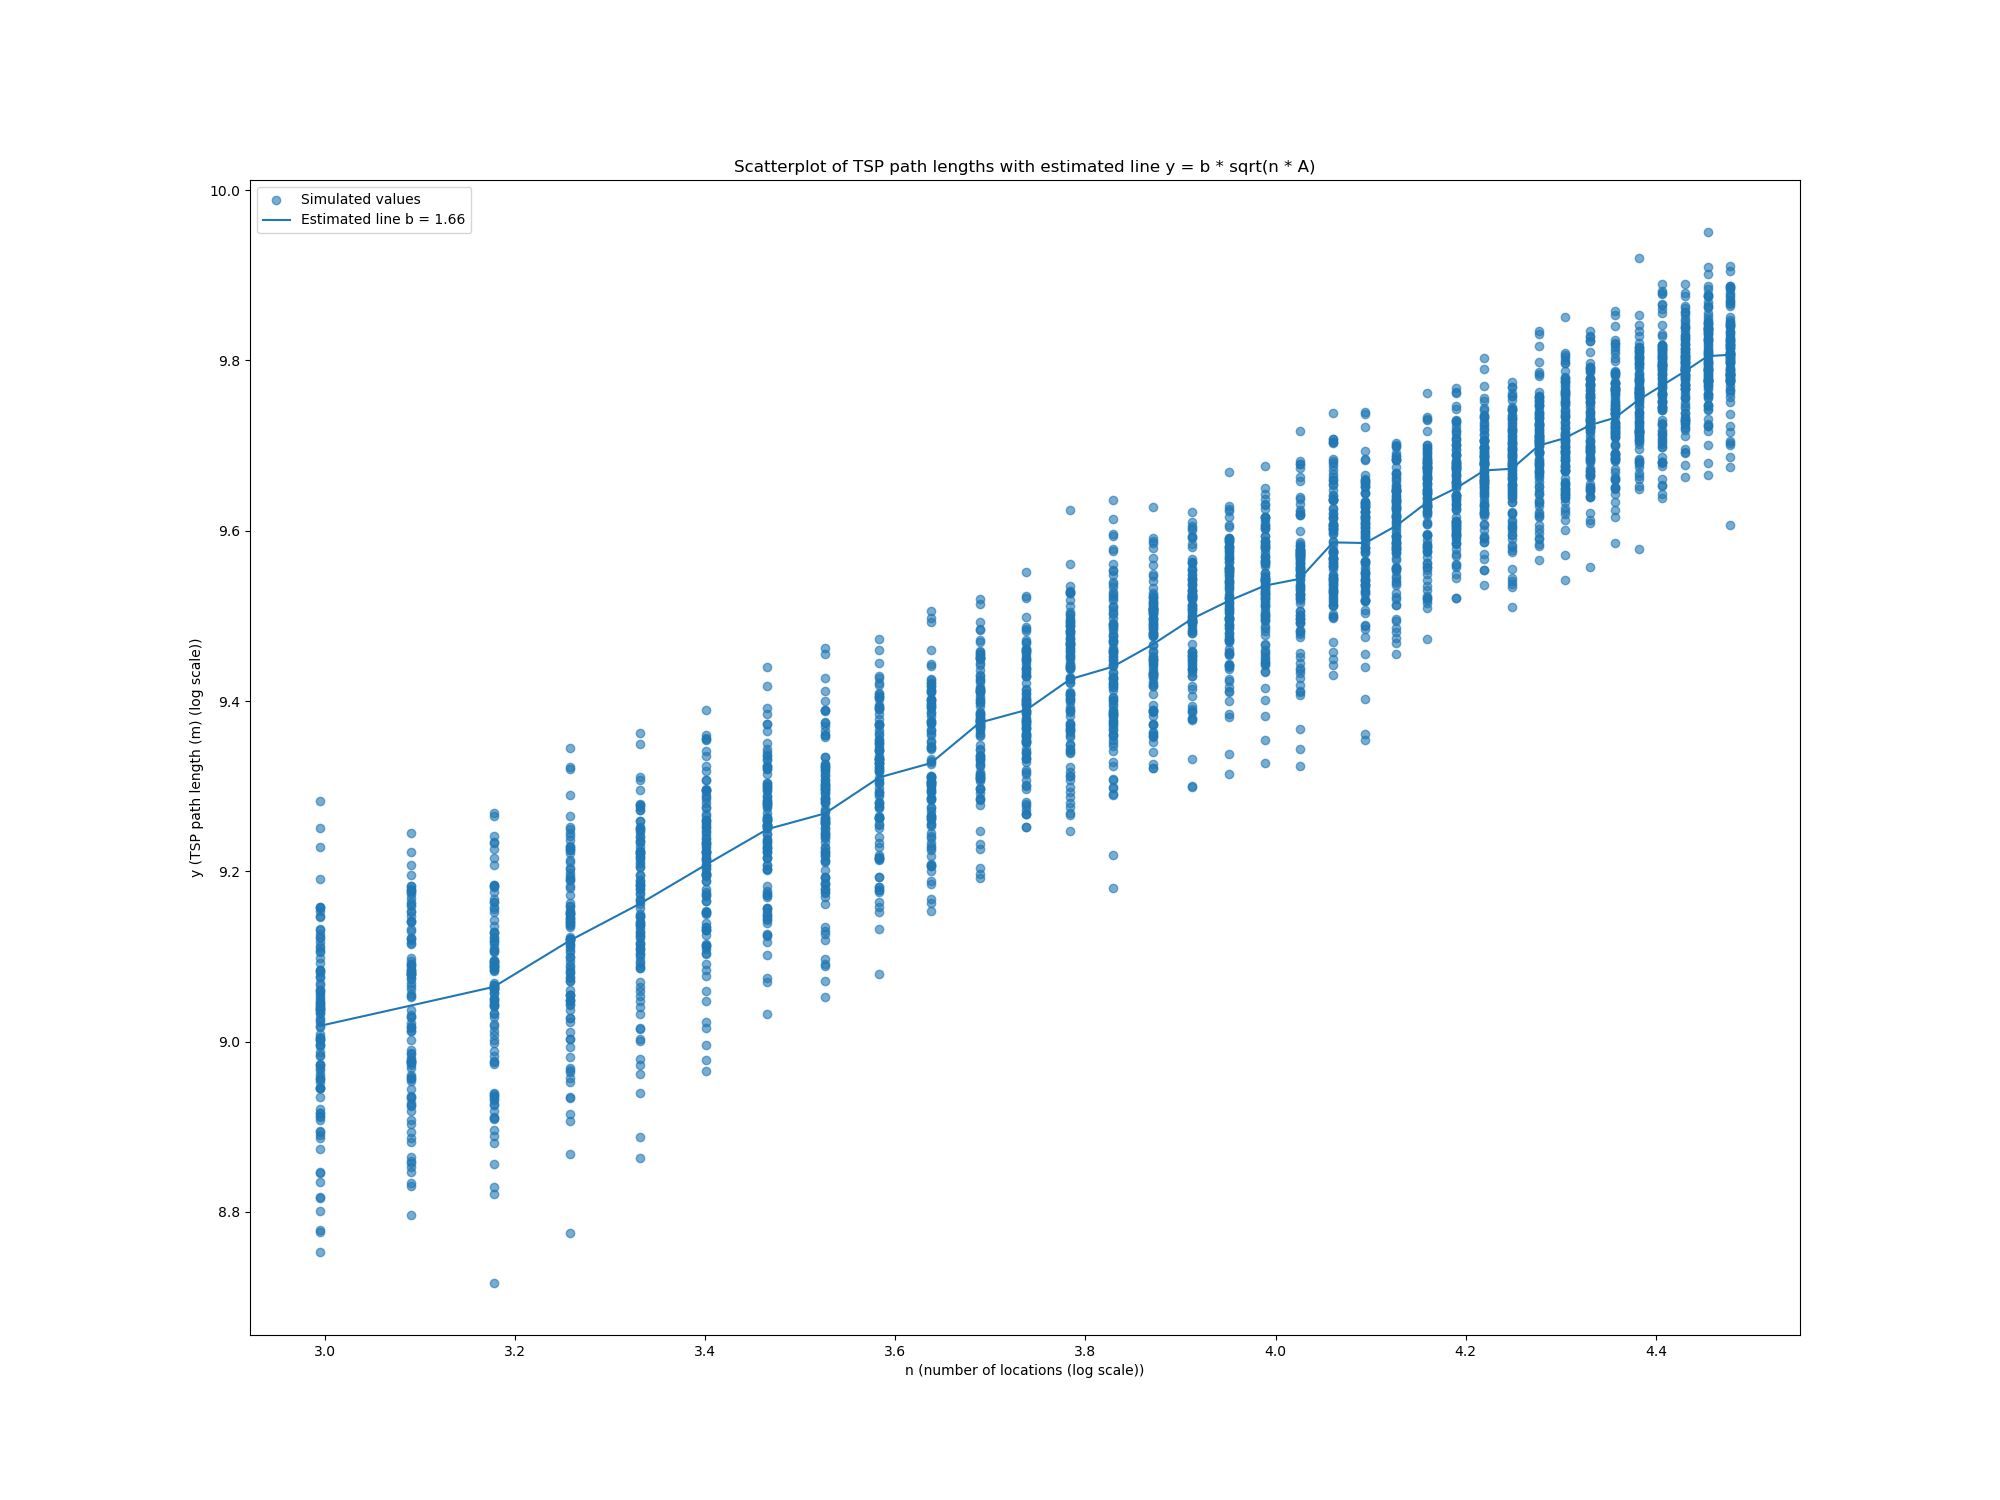 Scatterplot of TSP path lengths with estimated line y = b * sqrt(n * A)
Simulated values
Estimated line b = 1.66
10.0
9.8
9.6
9.4
9.2
9.0
8.8
y (TSP path length (m) (log scale))
3.0 3.2 3.4 3.6 3.8 4.0 4.2 4.4
n (number of locations (log scale))